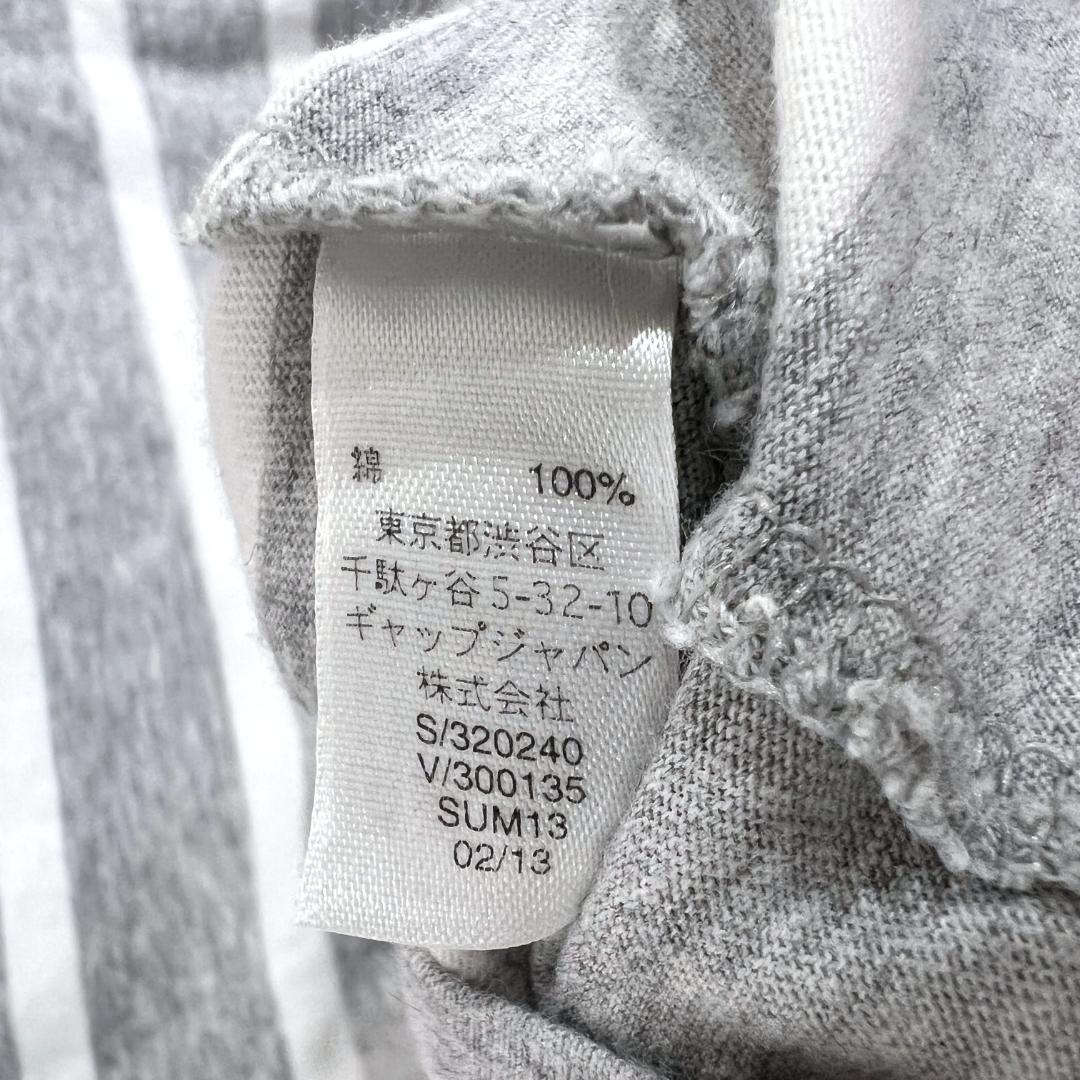 綿 100%
東京都渋谷区
千駄ヶ谷5-32-10
ギャップジャパン
株式会社
S/320240
V/300135
SUM13
02/13